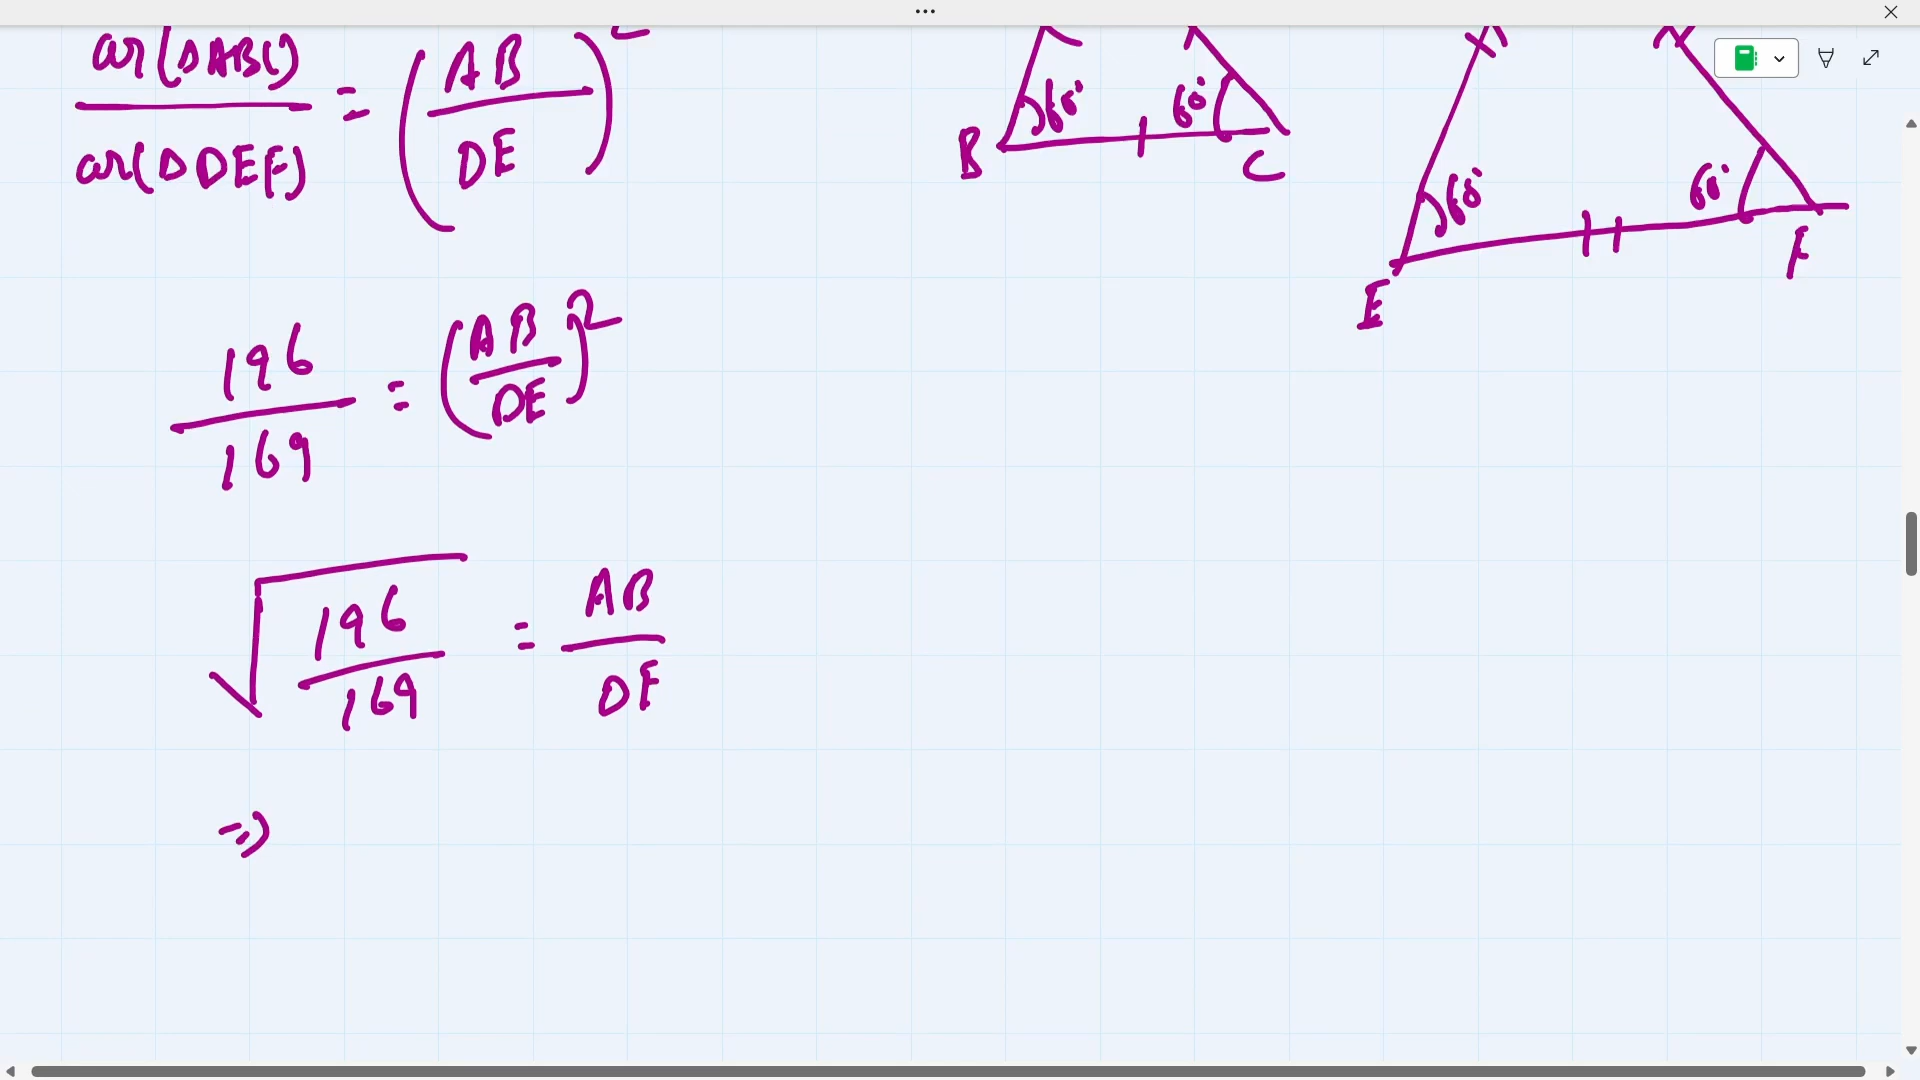 ar(ΔABC) / ar(ΔDEF) = (AB / DE)²
B 60° 60° C
60° 60°
E F
196 / 169 = (AB / DE)²
√(196 / 169) = AB / DE
⇒